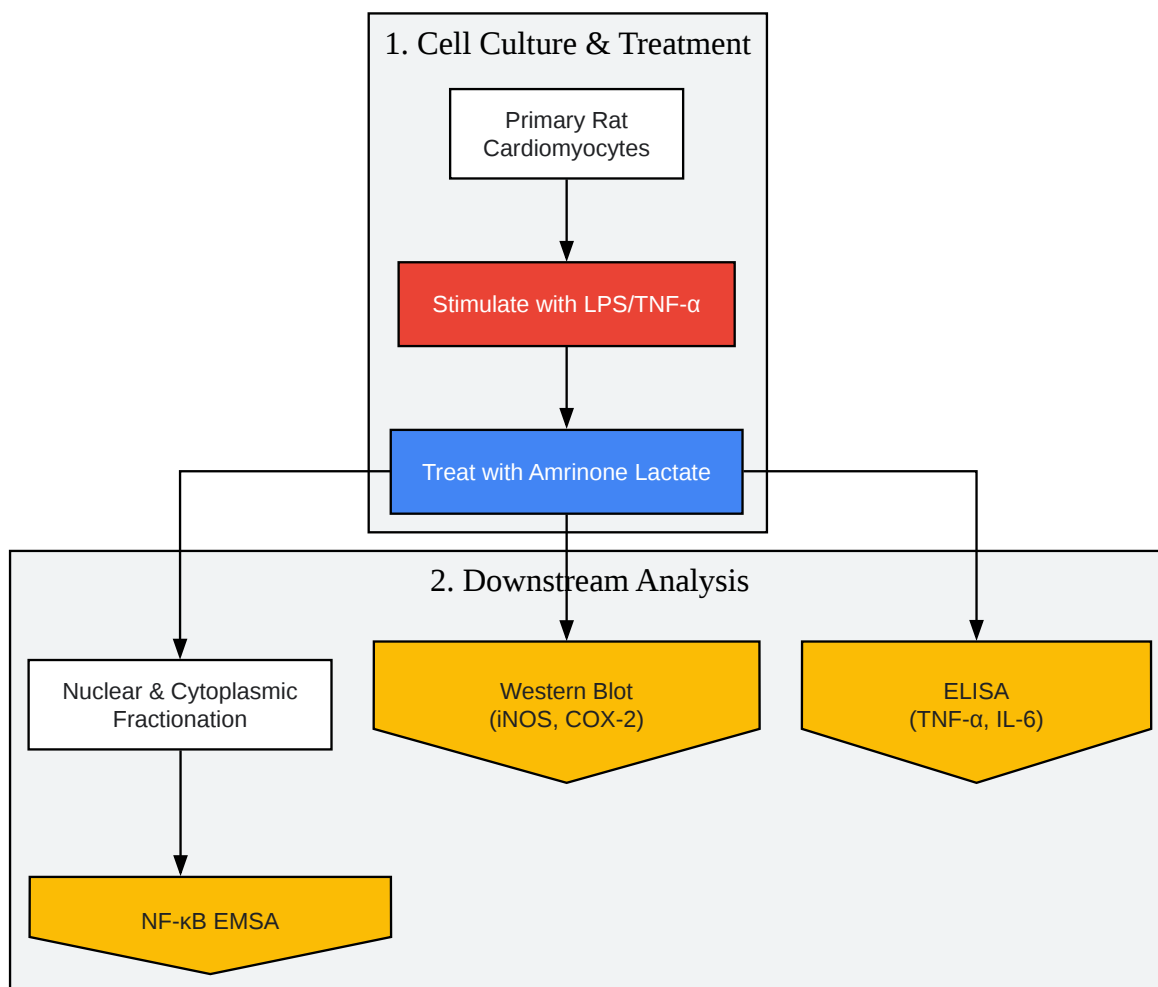 1. Cell Culture & Treatment
Primary Rat
Cardiomyocytes
Stimulate with LPS/TNF-α
Treat with Amrinone Lactate
2. Downstream Analysis
Nuclear & Cytoplasmic
Fractionation
Western Blot
(iNOS, COX-2)
ELISA
(TNF-α, IL-6)
NF-κB EMSA